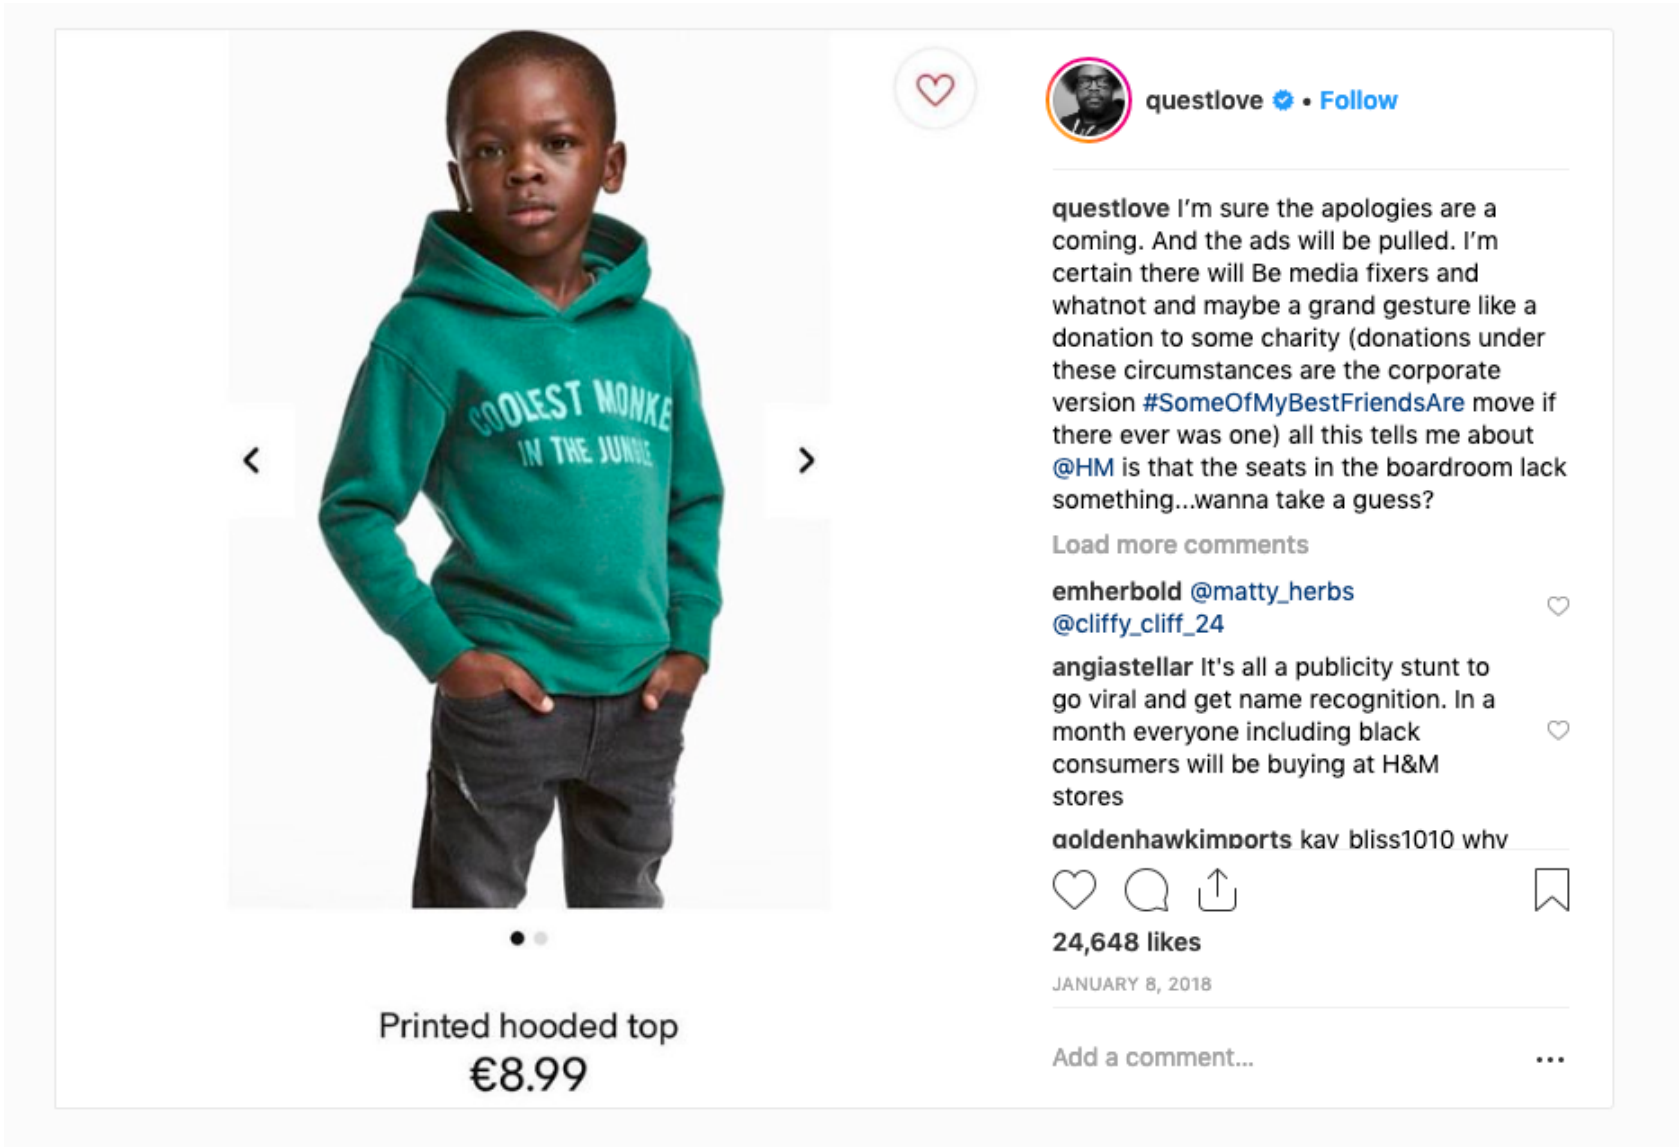 COOLEST MONKE
IN THE JUNGLE
Printed hooded top
€8.99
questlove • Follow
questlove I’m sure the apologies are a
coming. And the ads will be pulled. I’m
certain there will Be media fixers and
whatnot and maybe a grand gesture like a
donation to some charity (donations under
these circumstances are the corporate
version #SomeOfMyBestFriendsAre move if
there ever was one) all this tells me about
@HM is that the seats in the boardroom lack
something...wanna take a guess?
Load more comments
emherbold @matty_herbs
@cliffy_cliff_24
angiastellar It's all a publicity stunt to
go viral and get name recognition. In a
month everyone including black
consumers will be buying at H&M
stores
goldenhawkimports kay_bliss1010 why
24,648 likes
JANUARY 8, 2018
Add a comment...